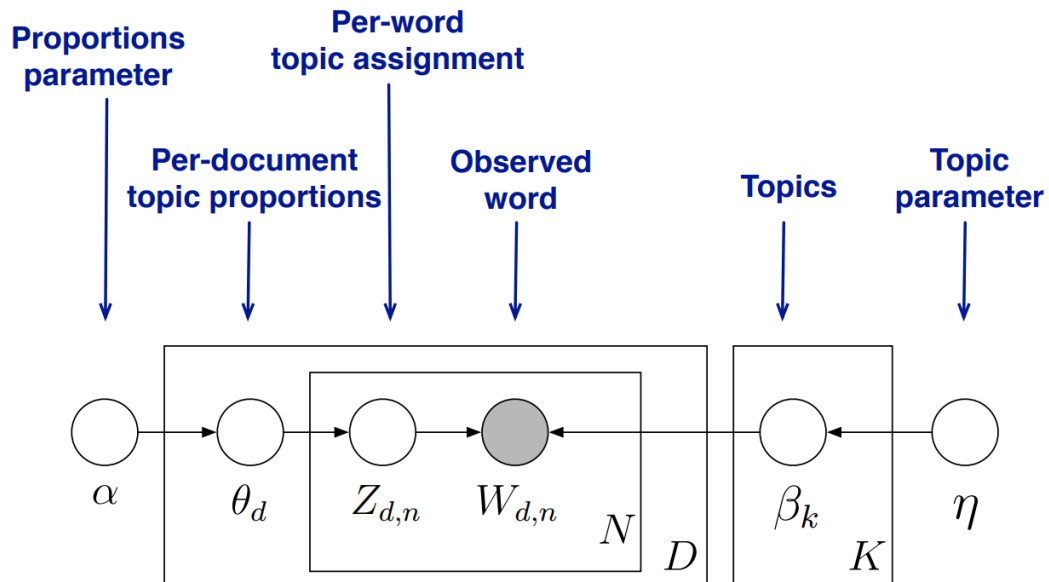 Proportions
parameter
Per-word
topic assignment
Per-document
topic proportions
Observed
word
Topics
Topic
parameter
α
θ_d
Z_{d,n}
W_{d,n}
N
D
β_k
K
η